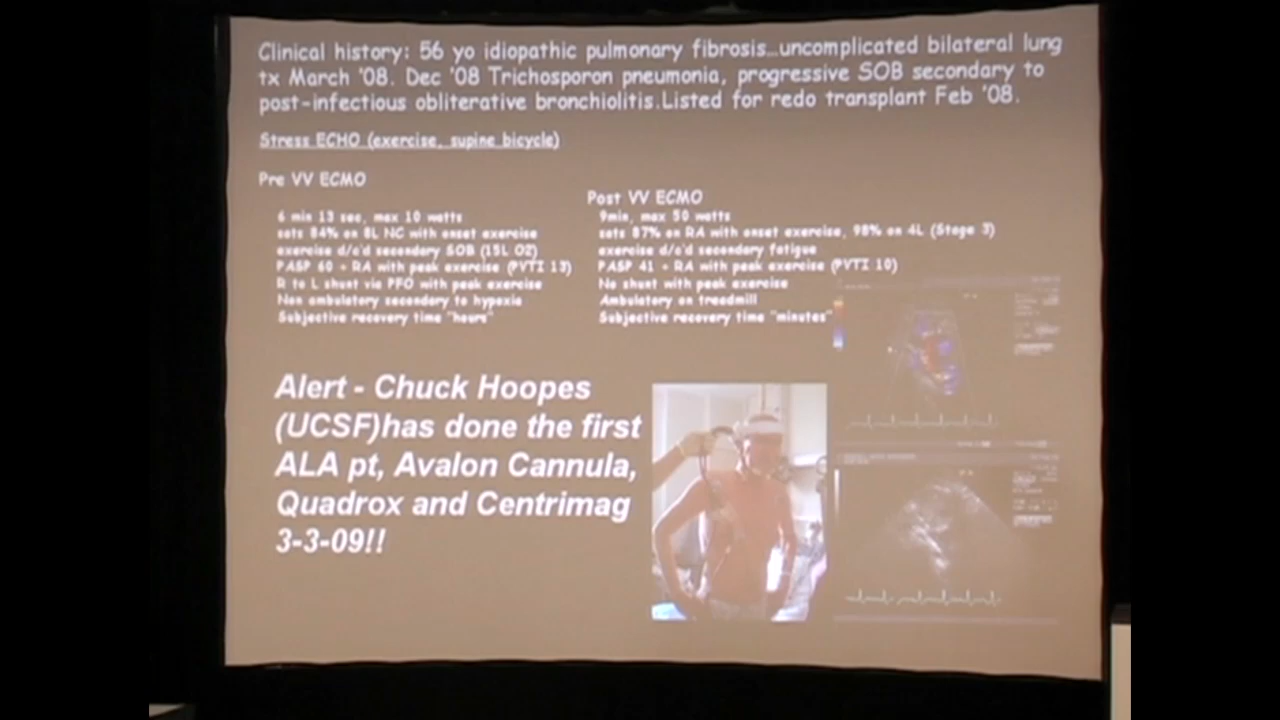 Clinical history: 56 yo idiopathic pulmonary fibrosis...uncomplicated bilateral lung
tx March '08. Dec '08 Trichosporon pneumonia, progressive SOB secondary to
post-infectious obliterative bronchiolitis.Listed for redo transplant Feb '08.
Stress ECHO (exercise, supine bicycle)
Pre VV ECMO
6 min 13 sec, max 10 watts
sats 84% on 8L NC with onset exercise
exercise d/c'd secondary SOB (15L O2)
PASP 60 + RA with peak exercise (PVTI 13)
R to L shunt via PFO with peak exercise
Non ambulatory secondary to hypoxia
Subjective recovery time "hours"
Post VV ECMO
9min, max 50 watts
sats 87% on RA with onset exercise, 98% on 4L (Stage 3)
exercise d/c'd secondary fatigue
PASP 41 + RA with peak exercise (PVTI 10)
No shunt with peak exercise
Ambulatory on treadmill
Subjective recovery time "minutes"
Alert - Chuck Hoopes
(UCSF)has done the first
ALA pt, Avalon Cannula,
Quadrox and Centrimag
3-3-09!!